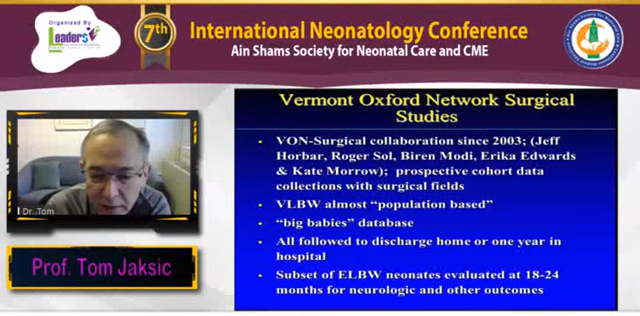 Organized By
Leaders
7th
International Neonatology Conference
Ain Shams Society for Neonatal Care and CME
Vermont Oxford Network Surgical
Studies
VON-Surgical collaboration since 2003; (Jeff
Horbar, Roger Sol, Biren Modi, Erika Edwards
& Kate Morrow); prospective cohort data
collections with surgical fields
VLBW almost “population based”
“big babies” database
All followed to discharge home or one year in
hospital
Subset of ELBW neonates evaluated at 18-24
months for neurologic and other outcomes
Dr. Tom
Prof. Tom Jaksic